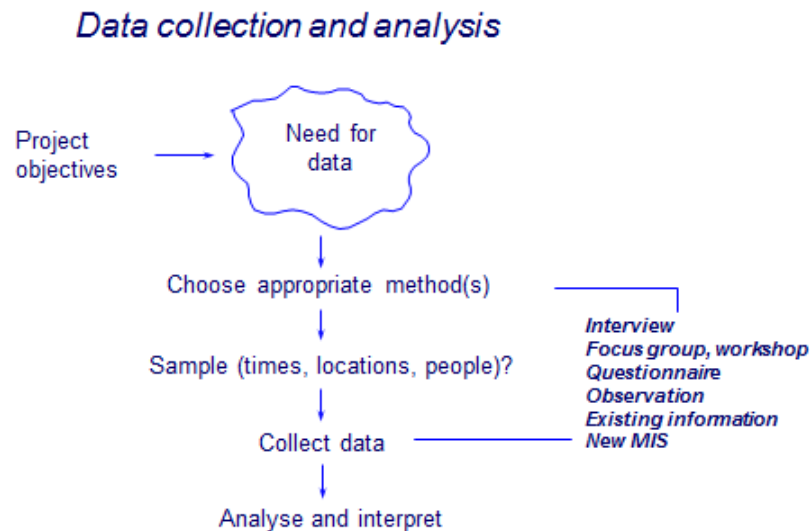 Data collection and analysis
Project
objectives
Need for
data
Choose appropriate method(s)
Sample (times, locations, people)?
Collect data
Analyse and interpret
Interview
Focus group, workshop
Questionnaire
Observation
Existing information
New MIS